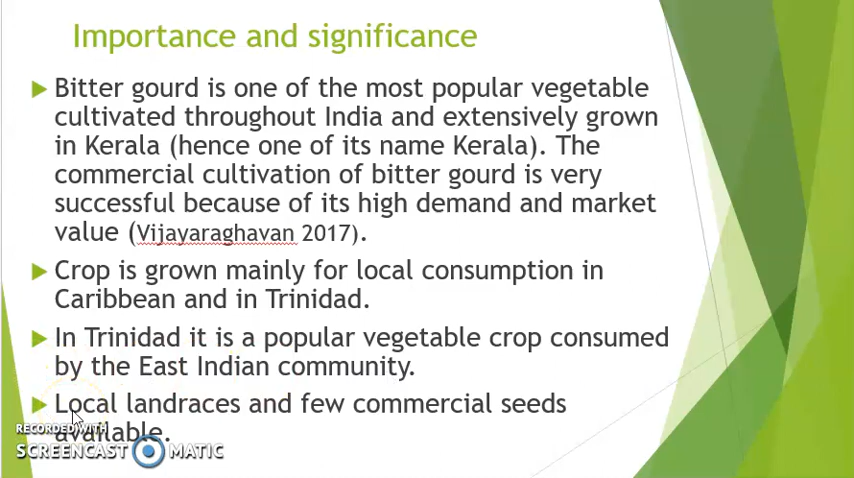 Importance and significance
Bitter gourd is one of the most popular vegetable
cultivated throughout India and extensively grown
in Kerala (hence one of its name Kerala). The
commercial cultivation of bitter gourd is very
successful because of its high demand and market
value (Vijayaraghavan 2017).
Crop is grown mainly for local consumption in
Caribbean and in Trinidad.
In Trinidad it is a popular vegetable crop consumed
by the East Indian community.
Local landraces and few commercial seeds
available.
RECORDED WITH
SCREENCAST MATIC